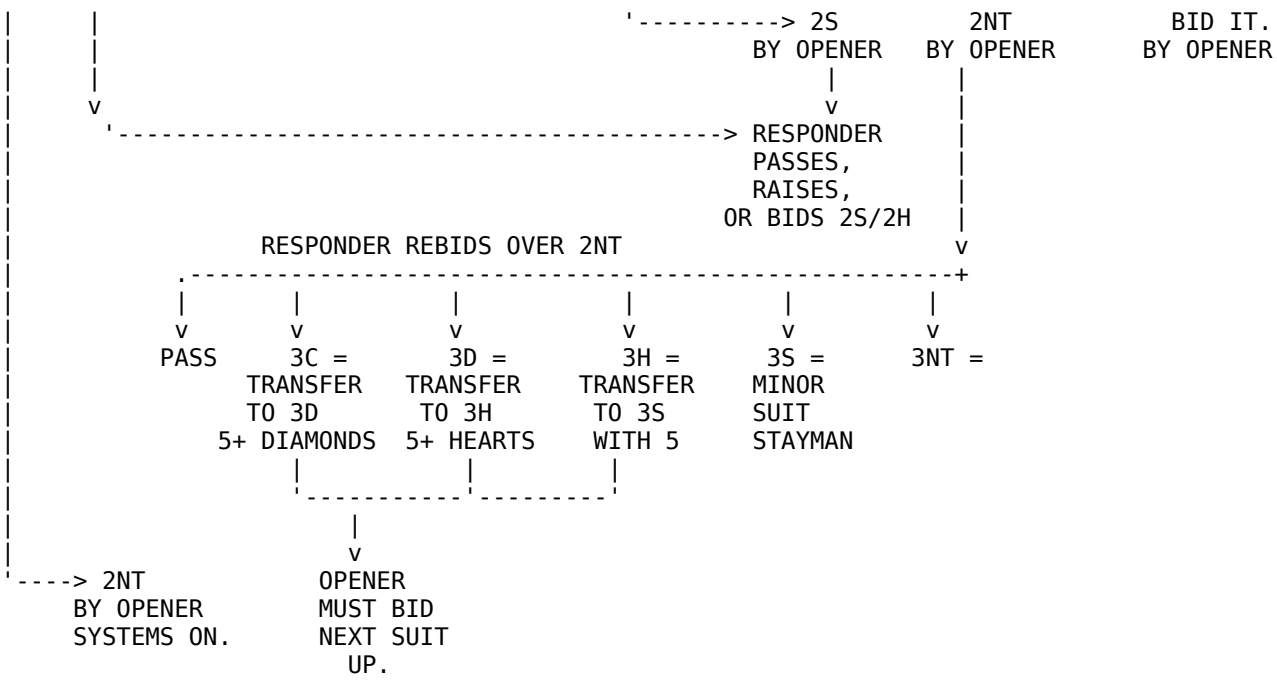 |     |                                    '----------> 2S         2NT         BID IT.
|     |                                             BY OPENER   BY OPENER      BY OPENER
|     |                                                  |        |
|     v                                                  v        |
|      '------------------------------------------> RESPONDER     |
|                                                   PASSES,       |
|                                                   RAISES,       |
|                                                 OR BIDS 2S/2H   |
|                 RESPONDER REBIDS OVER 2NT                       v
|           .-----------------------------------------------------+
|           |       |          |           |          |         |
|           v       v          v           v          v         v
|          PASS    3C =       3D =        3H =       3S =      3NT =
|                TRANSFER   TRANSFER    TRANSFER    MINOR
|                 TO 3D       TO 3H       TO 3S     SUIT
|              5+ DIAMONDS  5+ HEARTS    WITH 5     STAYMAN
|                   |           |         |
|                   '-----------'---------'
|                       |
|                       v
'----> 2NT            OPENER
     BY OPENER        MUST BID
     SYSTEMS ON.      NEXT SUIT
                        UP.